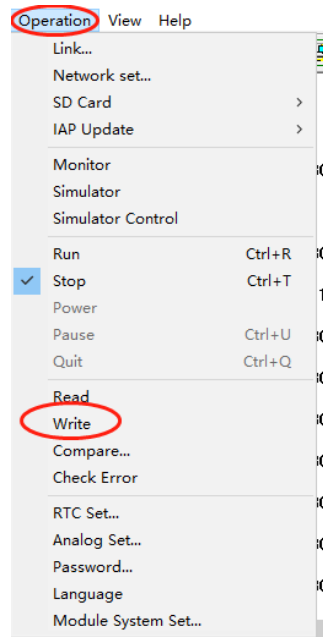 Operation View Help
Link...
Network set...
SD Card >
IAP Update >
Monitor
Simulator
Simulator Control
Run Ctrl+R
Stop Ctrl+T
Power
Pause Ctrl+U
Quit Ctrl+Q
Read
Write
Compare...
Check Error
RTC Set...
Analog Set...
Password...
Language
Module System Set...